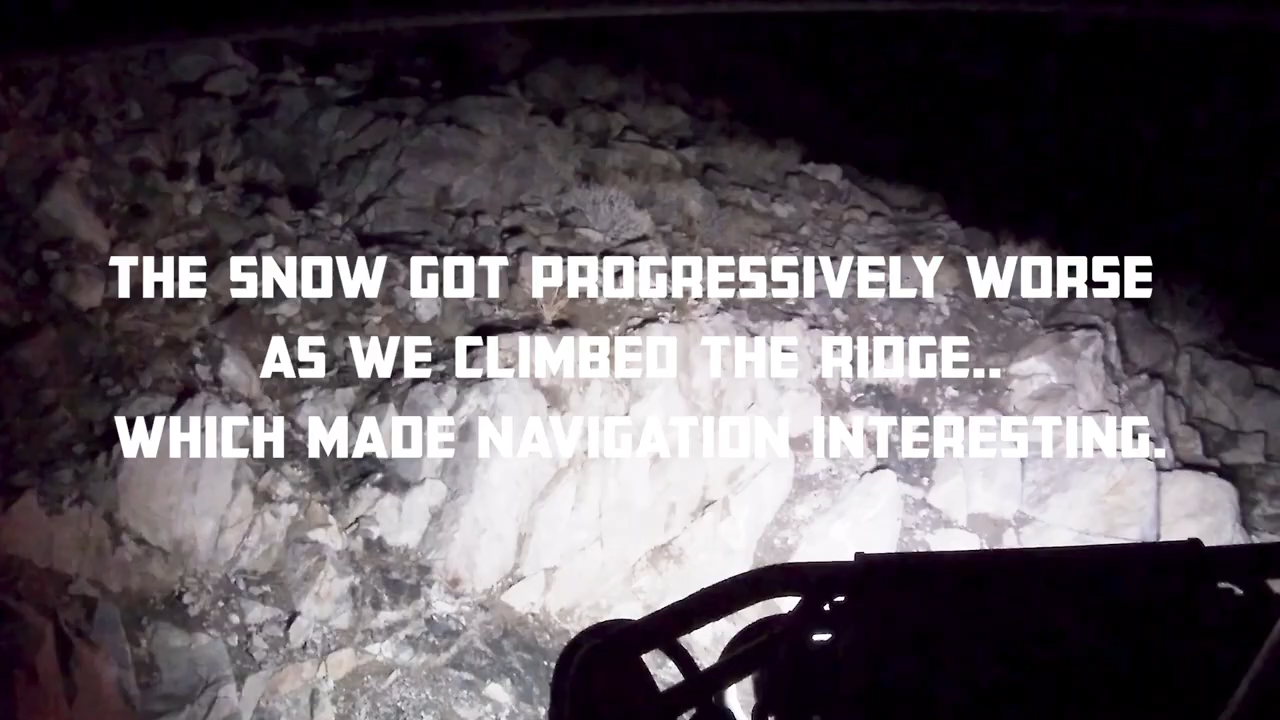 THE SNOW GOT PROGRESSIVELY WORSE
AS WE CLIMBED THE RIDGE..
WHICH MADE NAVIGATION INTERESTING.